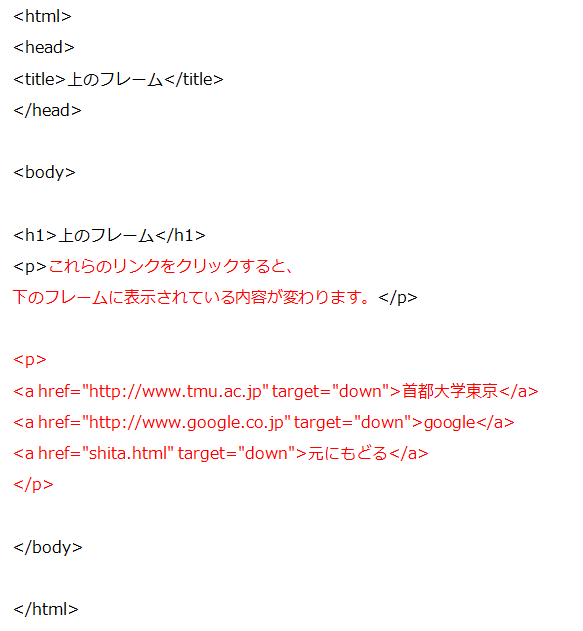 <html>
<head>
<title>上のフレーム</title>
</head>
<body>
<h1>上のフレーム</h1>
<p>これらのリンクをクリックすると、
下のフレームに表示されている内容が変わります。</p>
<p>
<a href="http://www.tmu.ac.jp" target="down">首都大学東京</a>
<a href="http://www.google.co.jp" target="down">google</a>
<a href="shita.html" target="down">元にもどる</a>
</p>
</body>
</html>